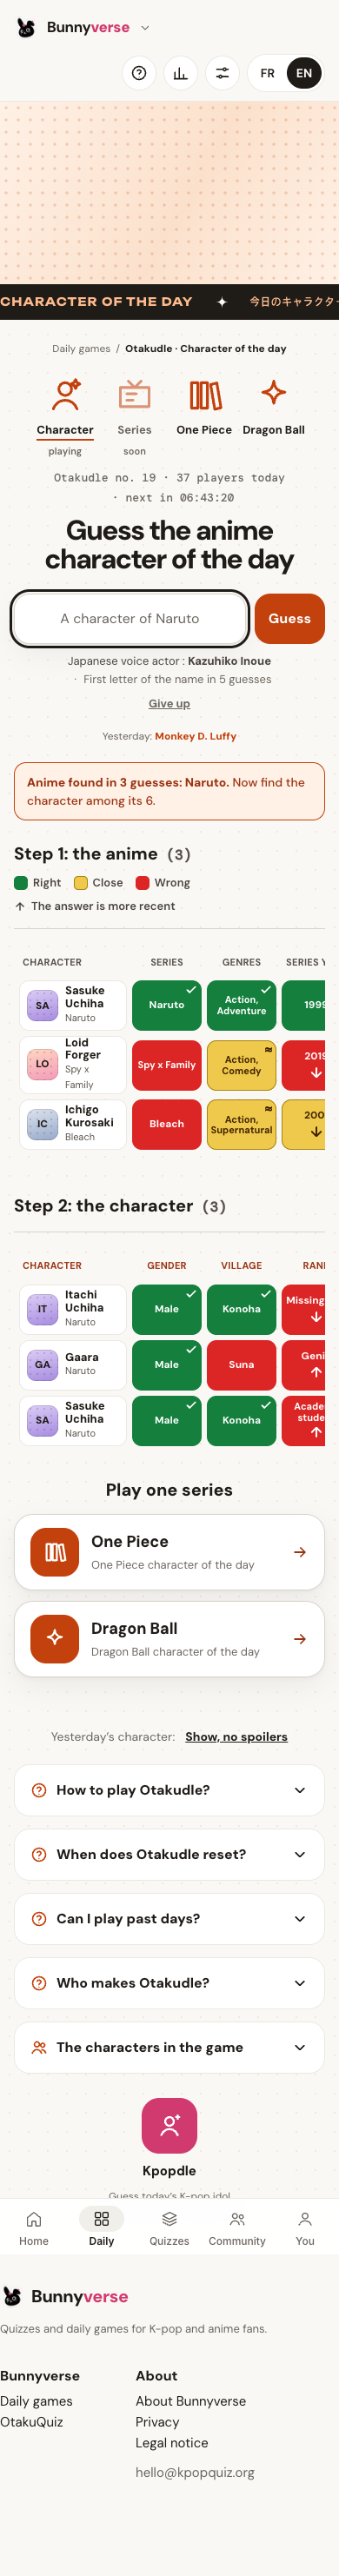 Bunnyverse
FR EN
CHARACTER OF THE DAY ✦ 今日のキャラクター
Daily games / Otakudle · Character of the day
Character Series One Piece Dragon Ball
playing soon
Otakudle no. 19 · 37 players today
· next in 06:43:20
Guess the anime
character of the day
A character of Naruto
Guess
Japanese voice actor : Kazuhiko Inoue
· First letter of the name in 5 guesses
Give up
Yesterday: Monkey D. Luffy
Anime found in 3 guesses: Naruto. Now find the
character among its 6.
Step 1: the anime (3)
Right Close Wrong
↑ The answer is more recent
CHARACTER SERIES GENRES SERIES Y
SA
Sasuke
Uchiha
Naruto
Naruto
Action,
Adventure
1999
LO
Loid
Forger
Spy x
Family
Spy x Family
Action,
Comedy
2019
↓
IC
Ichigo
Kurosaki
Bleach
Bleach
Action,
Supernatural
200
↓
Step 2: the character (3)
CHARACTER GENDER VILLAGE RANK
IT
Itachi
Uchiha
Naruto
Male
Konoha
Missing
↓
GA
Gaara
Naruto
Male
Suna
Geni
↑
SA
Sasuke
Uchiha
Naruto
Male
Konoha
Acade
stude
↑
Play one series
One Piece
One Piece character of the day
→
Dragon Ball
Dragon Ball character of the day
→
Yesterday's character: Show, no spoilers
How to play Otakudle?
When does Otakudle reset?
Can I play past days?
Who makes Otakudle?
The characters in the game
Kpopdle
Guess today's K-pop idol
Home Daily Quizzes Community You
Bunnyverse
Quizzes and daily games for K-pop and anime fans.
Bunnyverse
Daily games
OtakuQuiz
About
About Bunnyverse
Privacy
Legal notice
hello@kpopquiz.org